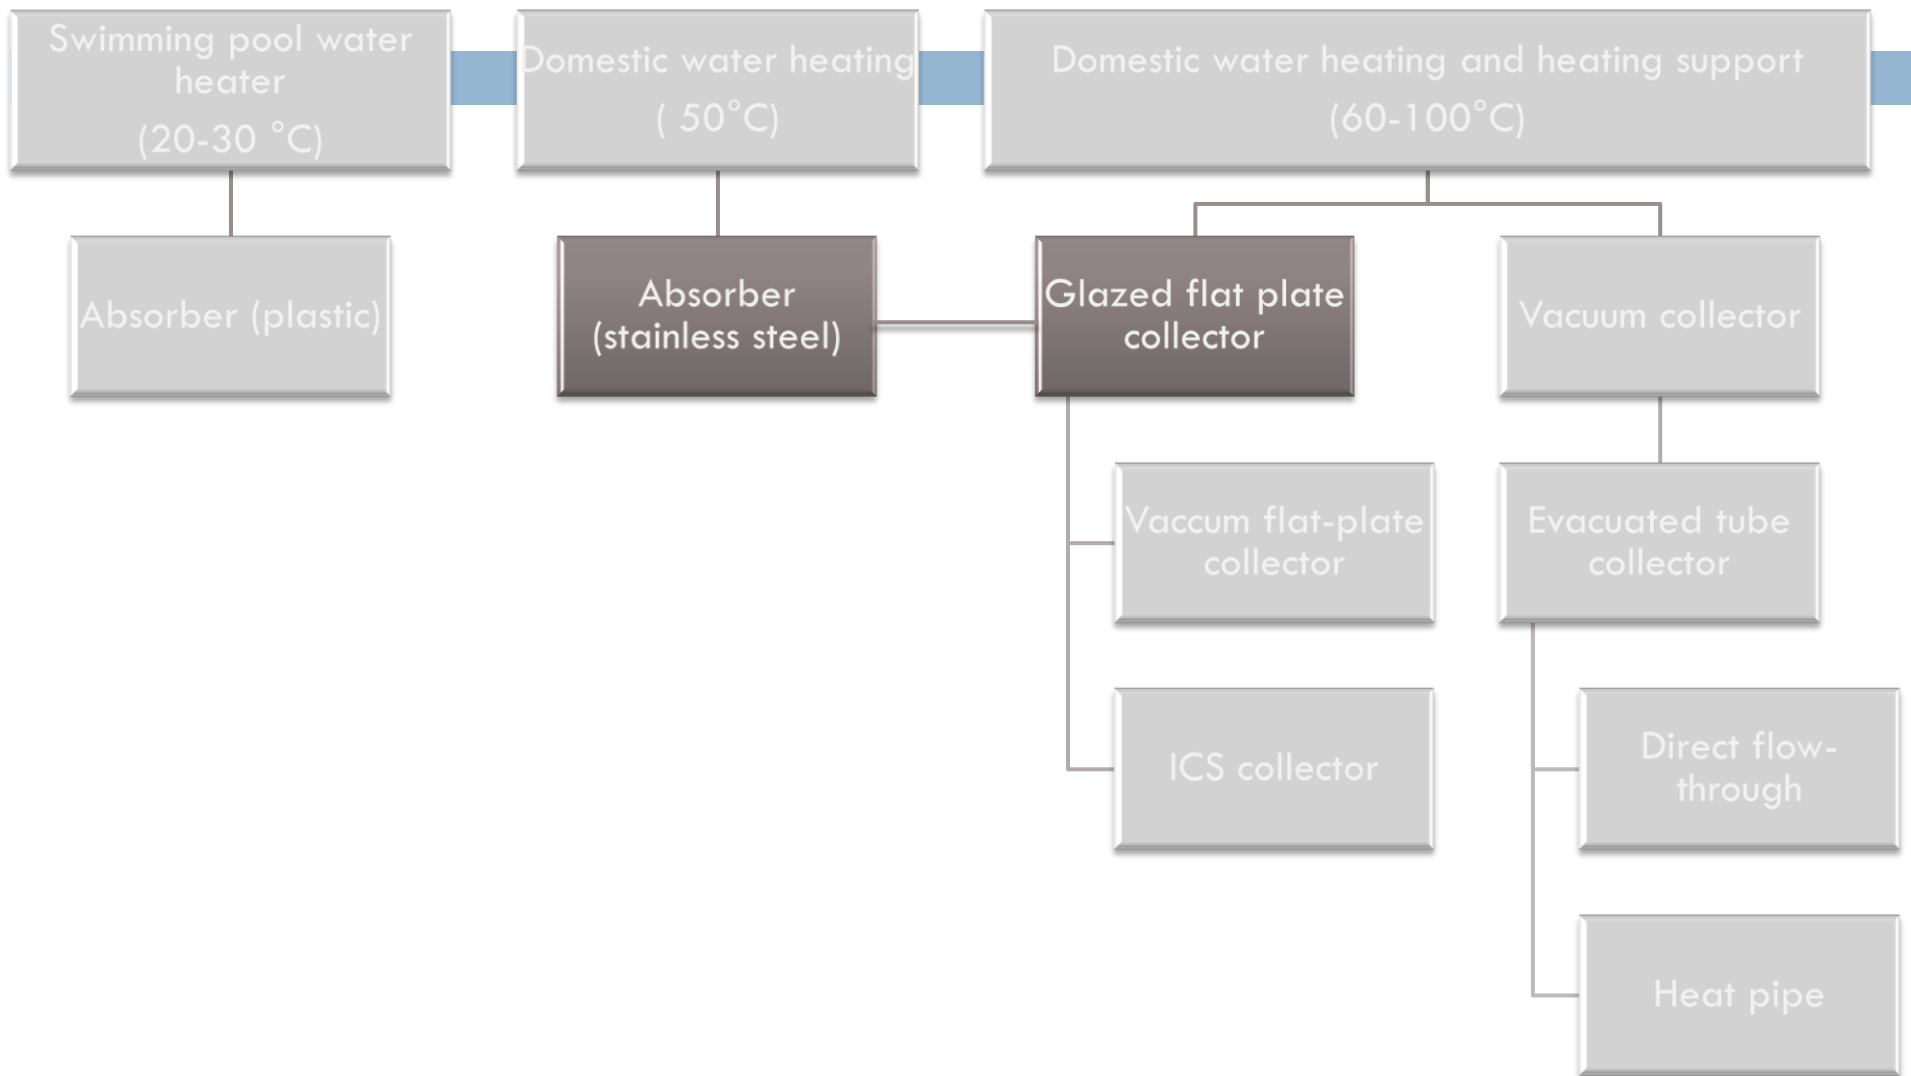 Swimming pool water
heater
(20-30 °C)
Domestic water heating
( 50°C)
Domestic water heating and heating support
(60-100°C)
Absorber (plastic)
Absorber
(stainless steel)
Glazed flat plate
collector
Vacuum collector
Vaccum flat-plate
collector
Evacuated tube
collector
ICS collector
Direct flow-
through
Heat pipe